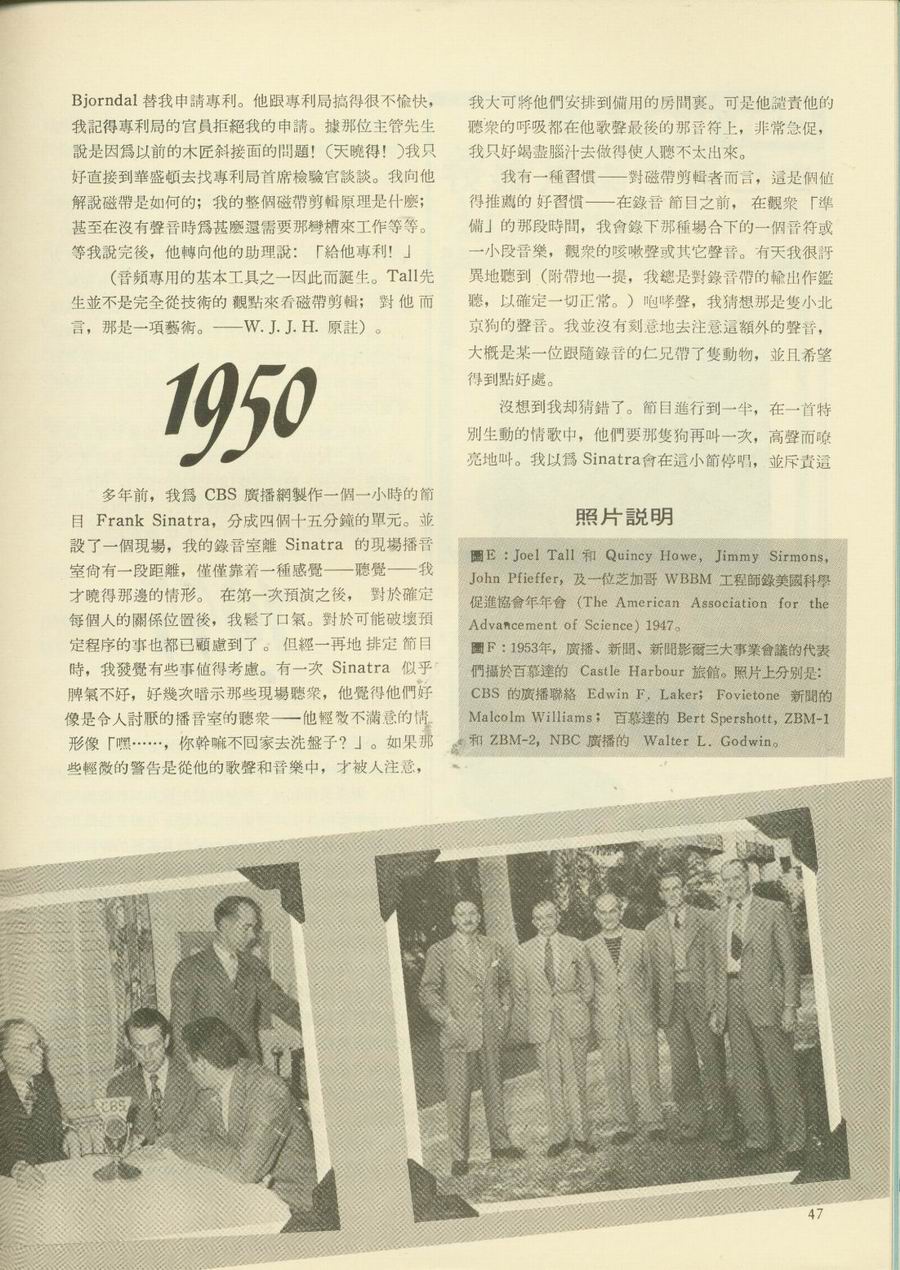 Bjorndal 替我申請專利。他跟專利局搞得很不愉快，
我記得專利局的官員拒絕我的申請。據那位主管先生
說是因爲以前的木匠斜接面的問題！（天曉得！）我只
好直接到華盛頓去找專利局首席檢驗官談談。我向他
解說磁帶是如何的；我的整個磁帶剪輯原理是什麽；
甚至在沒有聲音時爲甚麽還需要那彎槽來工作等等。
等我說完後，他轉向他的助理說：「給他專利！」
（音頻專用的基本工具之一因此而誕生。Tall先
生並不是完全從技術的 觀點來看磁帶剪輯； 對 他 而
言，那是一項藝術。——W. J. J. H. 原註）。
1950
多年前，我爲 CBS 廣播網製作一個一小時的節
目 Frank Sinatra，分成四個十五分鐘的單元。並
設了一個現場，我的錄音室離 Sinatra 的現場播音
室尙有一段距離，僅僅靠着一種感覺——聽覺——我
才曉得那邊的情形。 在第一次預演之後， 對於確定
每個人的關係位置後，我鬆了口氣。對於可能破壞預
定程序的事也都已顧慮到了。 但經一再地 排定 節目
時，我發覺有些事値得考慮。有一次 Sinatra 似乎
脾氣不好，好幾次暗示那些現場聽衆，他覺得他們好
像是令人討厭的播音室的聽衆——他輕微不滿意的情
形像「嘿……，你幹嘛不囘家去洗盤子？」。如果那
些輕微的警告是從他的歌聲和音樂中，才被人注意，
我大可將他們安排到備用的房間裏。可是他譴責他的
聽衆的呼吸都在他歌聲最後的那音符上，非常急促，
我只好竭盡腦汁去做得使人聽不太出來。
我有一種習慣——對磁帶剪輯者而言，這是個値
得推薦的 好習慣——在錄音 節目之前， 在觀衆 「準
備」的那段時間，我會錄下那種場合下的一個音符或
一小段音樂，觀衆的咳嗽聲或其它聲音。有天我很訝
異地聽到（附帶地一提，我總是對錄音帶的輸出作鑑
聽，以確定一切正常。）咆哮聲，我猜想那是隻小北
京狗的聲音。我並沒有刻意地去注意這額外的聲音，
大概是某一位跟隨錄音的仁兄帶了隻動物，並且希望
得到點好處。
沒想到我却猜錯了。節目進行到一半，在一首特
別生動的情歌中，他們要那隻狗再叫一次，高聲而嘹
亮地叫。我以爲 Sinatra會在這小節停唱，並斥責這
照片説明
圖E：Joel Tall 和 Quincy Howe, Jimmy Sirmons,
John Pfieffer，及一位芝加哥 WBBM 工程師錄美國科學
促進協會年年會 (The American Association for the
Advancement of Science) 1947。
圖F：1953年，廣播、新聞、新聞影爾三大事業會議的代表
們攝於百慕達的 Castle Harbour 旅館。照片上分別是：
CBS 的廣播聯絡 Edwin F. Laker； Fovietone 新聞的
Malcolm Williams； 百慕達的 Bert Spershott, ZBM-1
和 ZBM-2, NBC 廣播的 Walter L. Godwin。
CBS
47